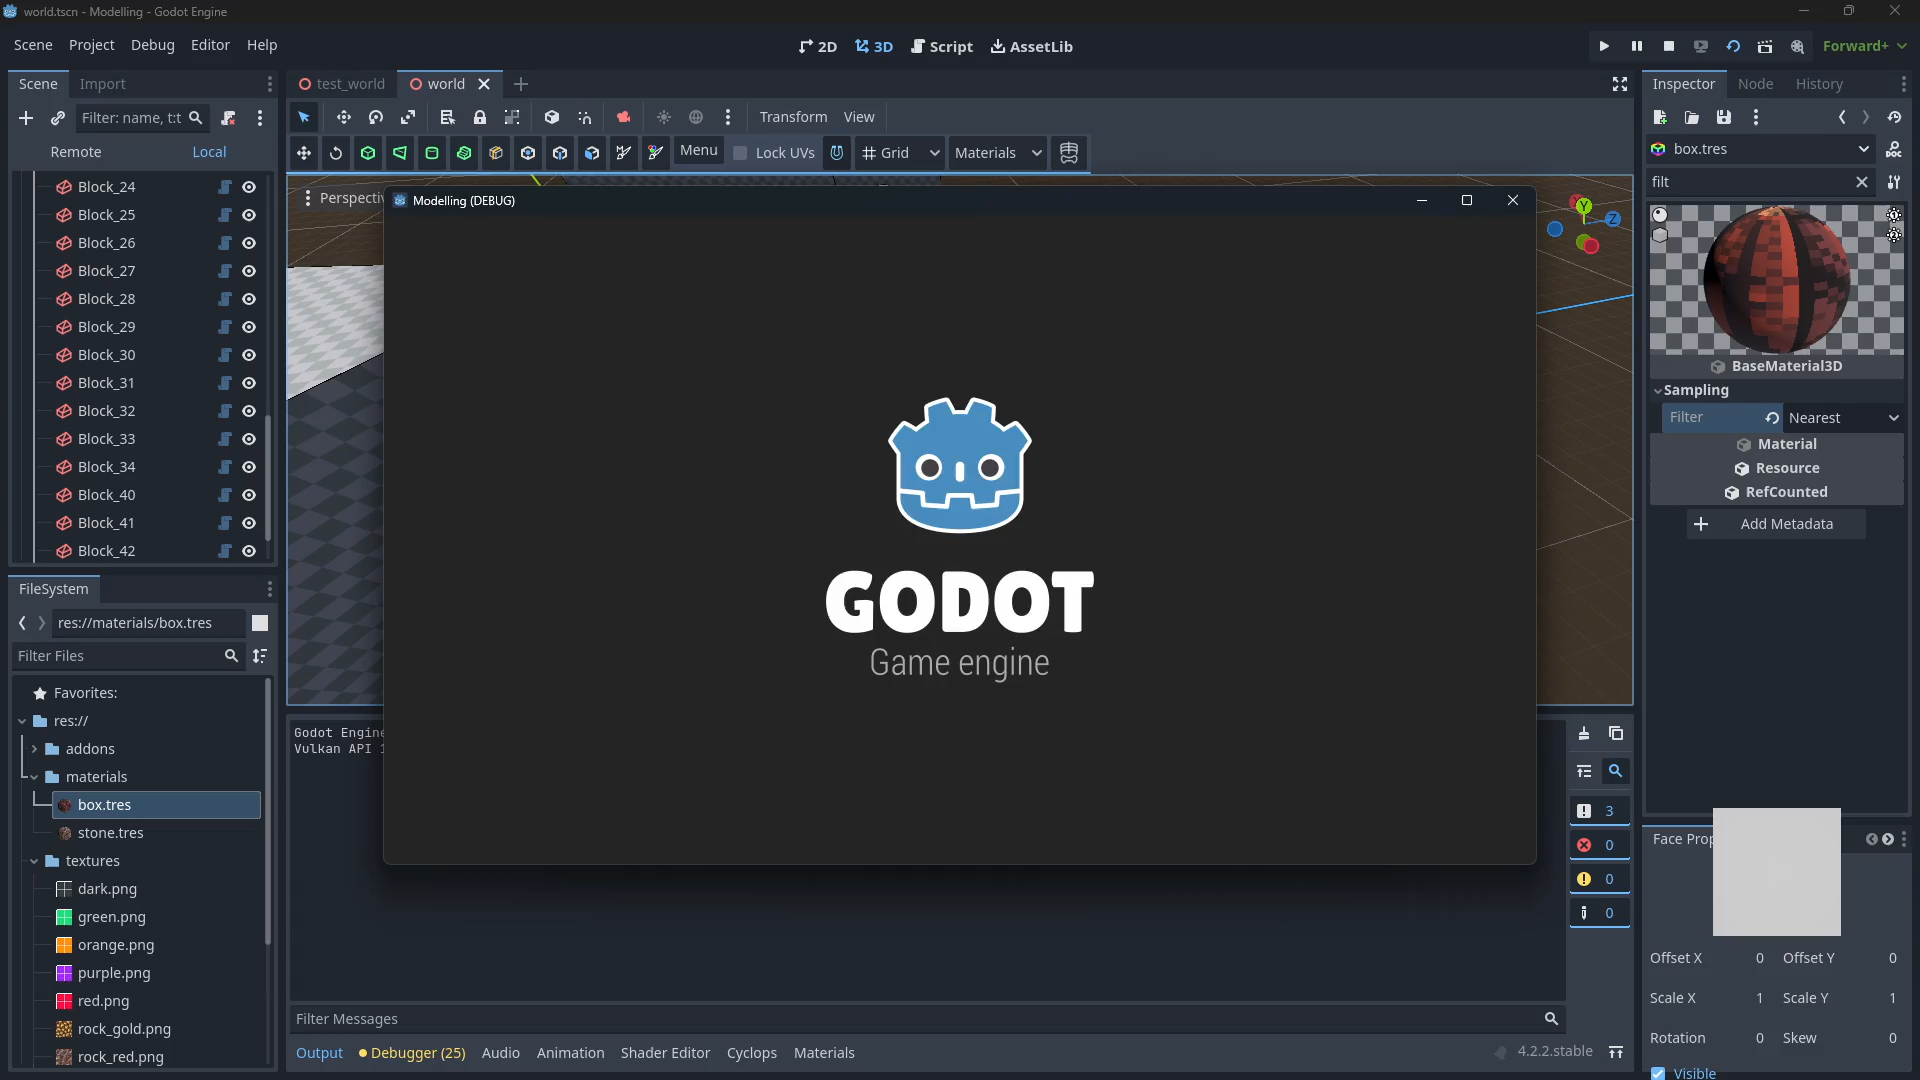 world.tscn - Modelling - Godot Engine
Scene Project Debug Editor Help
2D 3D Script AssetLib
Forward+
Scene Import
test_world world
Inspector Node History
Filter: name, t:t
Transform View
Remote Local
Menu Lock UVs Grid Materials
box.tres
filt
Block_24
Block_25
Block_26
Block_27
Block_28
Block_29
Block_30
Block_31
Block_32
Block_33
Block_34
Block_40
Block_41
Block_42
Modelling (DEBUG)
Y
Z
GODOT
Game engine
BaseMaterial3D
Sampling
Filter Nearest
Material
Resource
RefCounted
Add Metadata
FileSystem
res://materials/box.tres
Filter Files
Favorites:
res://
addons
materials
box.tres
stone.tres
textures
dark.png
green.png
orange.png
purple.png
red.png
rock_gold.png
rock_red.png
Godot Engine
Vulkan API
3
0
0
0
Filter Messages
Output Debugger (25) Audio Animation Shader Editor Cyclops Materials
4.2.2.stable
Face Prop
Offset X 0 Offset Y 0
Scale X 1 Scale Y 1
Rotation 0 Skew 0
Visible